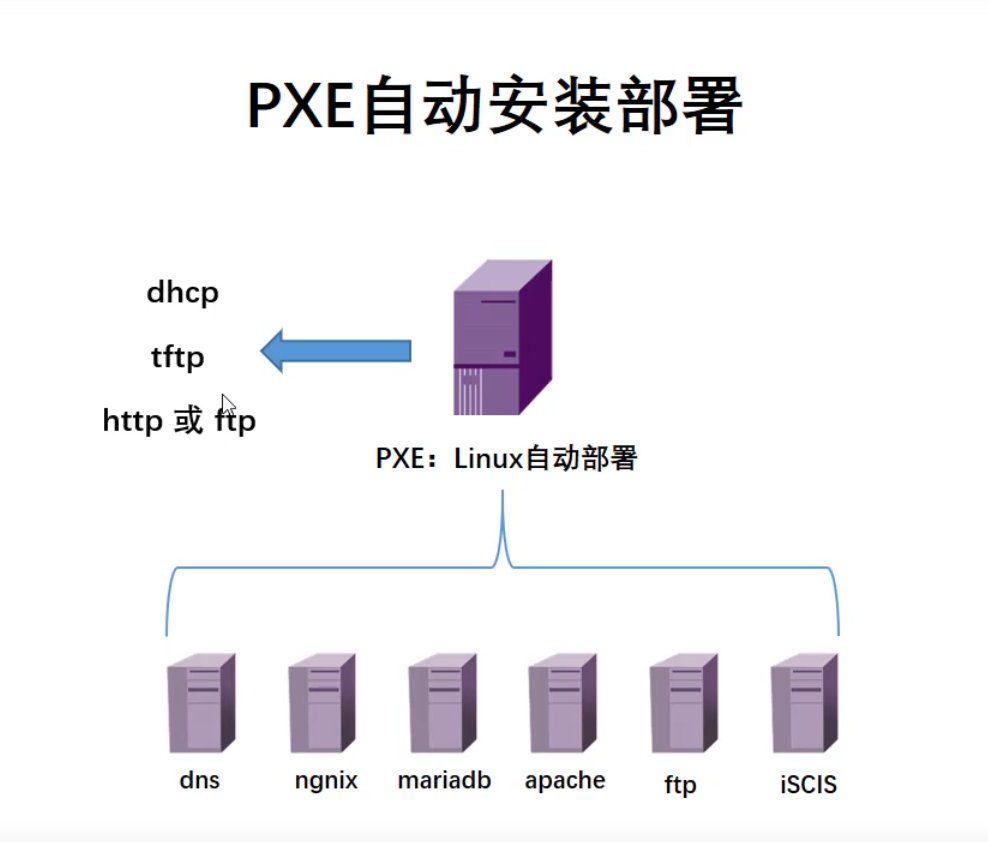 PXE自动安装部署
dhcp
tftp
http 或 ftp
PXE：Linux自动部署
dns
ngnix
mariadb
apache
ftp
iSCIS